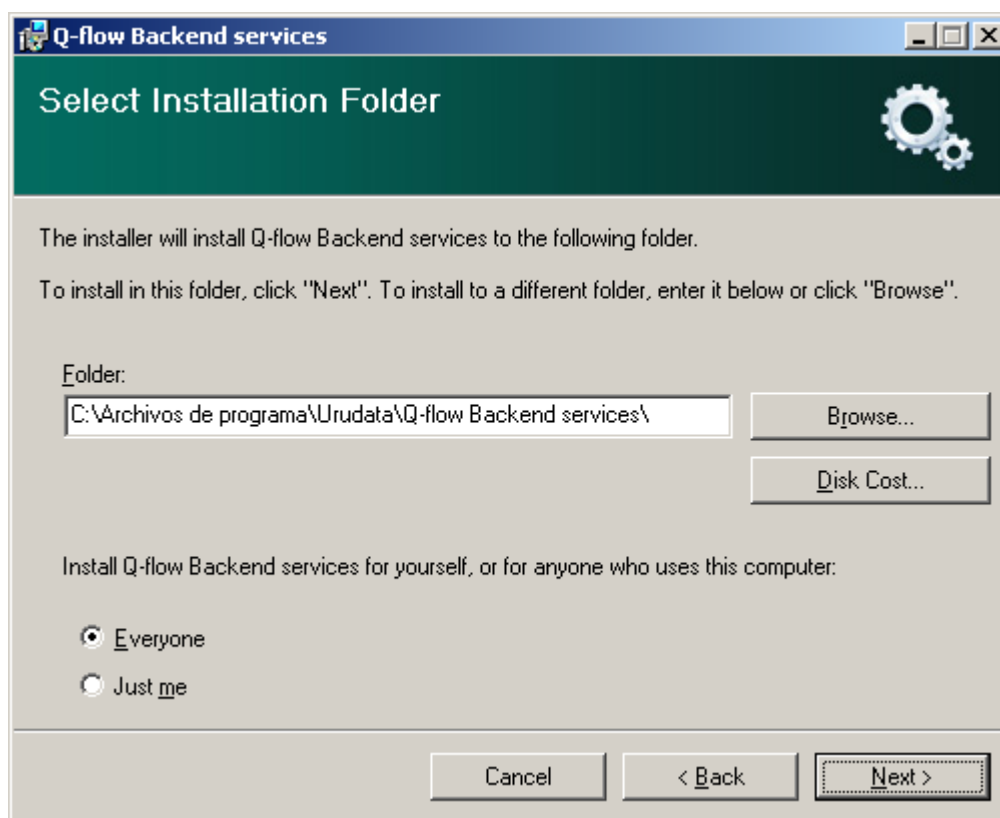 Q-flow Backend services
Select Installation Folder
The installer will install Q-flow Backend services to the following folder.
To install in this folder, click "Next". To install to a different folder, enter it below or click "Browse".
Folder:
C:\Archivos de programa\Urudata\Q-flow Backend services\
Browse...
Disk Cost...
Install Q-flow Backend services for yourself, or for anyone who uses this computer:
Everyone
Just me
Cancel
< Back
Next >